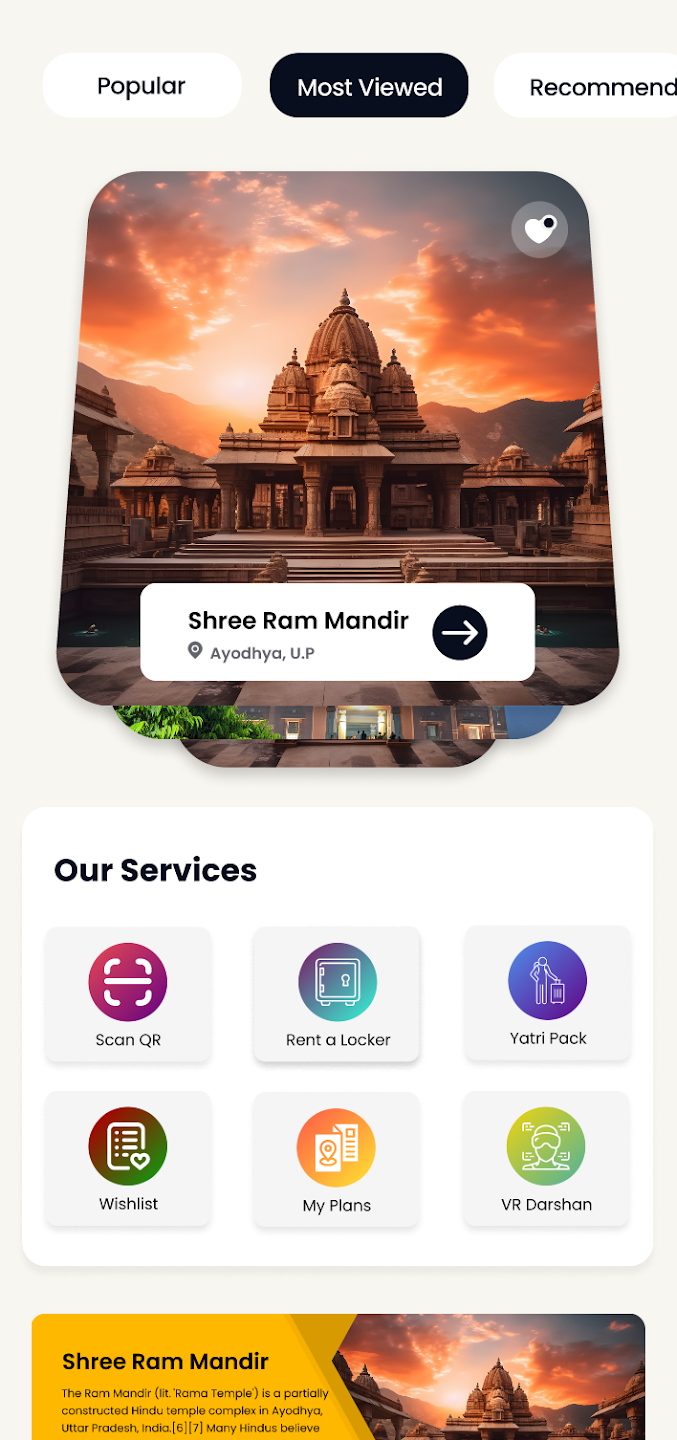 Popular
Most Viewed
Recommend
Shree Ram Mandir
Ayodhya, U.P
Our Services
Scan QR
Rent a Locker
Yatri Pack
Wishlist
My Plans
VR Darshan
Shree Ram Mandir
The Ram Mandir (lit. 'Rama Temple') is a partially
constructed Hindu temple complex in Ayodhya,
Uttar Pradesh, India.[6][7] Many Hindus believe